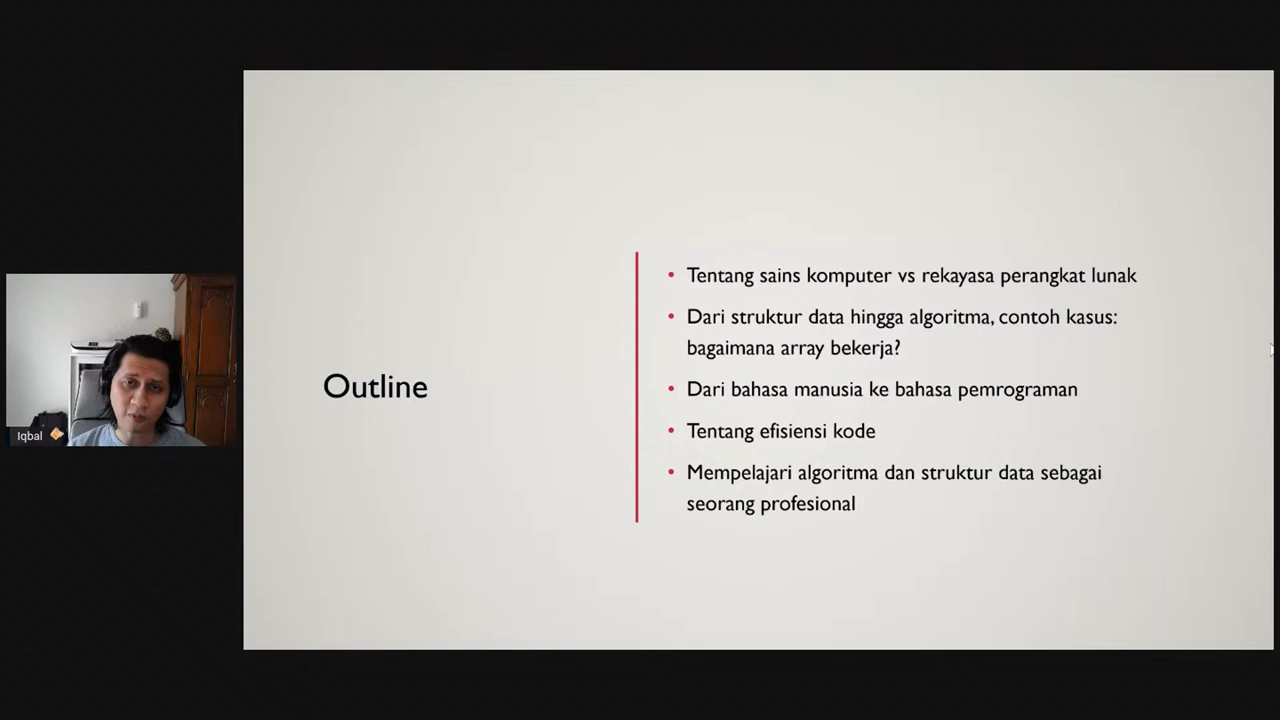 Outline
• Tentang sains komputer vs rekayasa perangkat lunak
• Dari struktur data hingga algoritma, contoh kasus:
bagaimana array bekerja?
• Dari bahasa manusia ke bahasa pemrograman
• Tentang efisiensi kode
• Mempelajari algoritma dan struktur data sebagai
seorang profesional
Iqbal